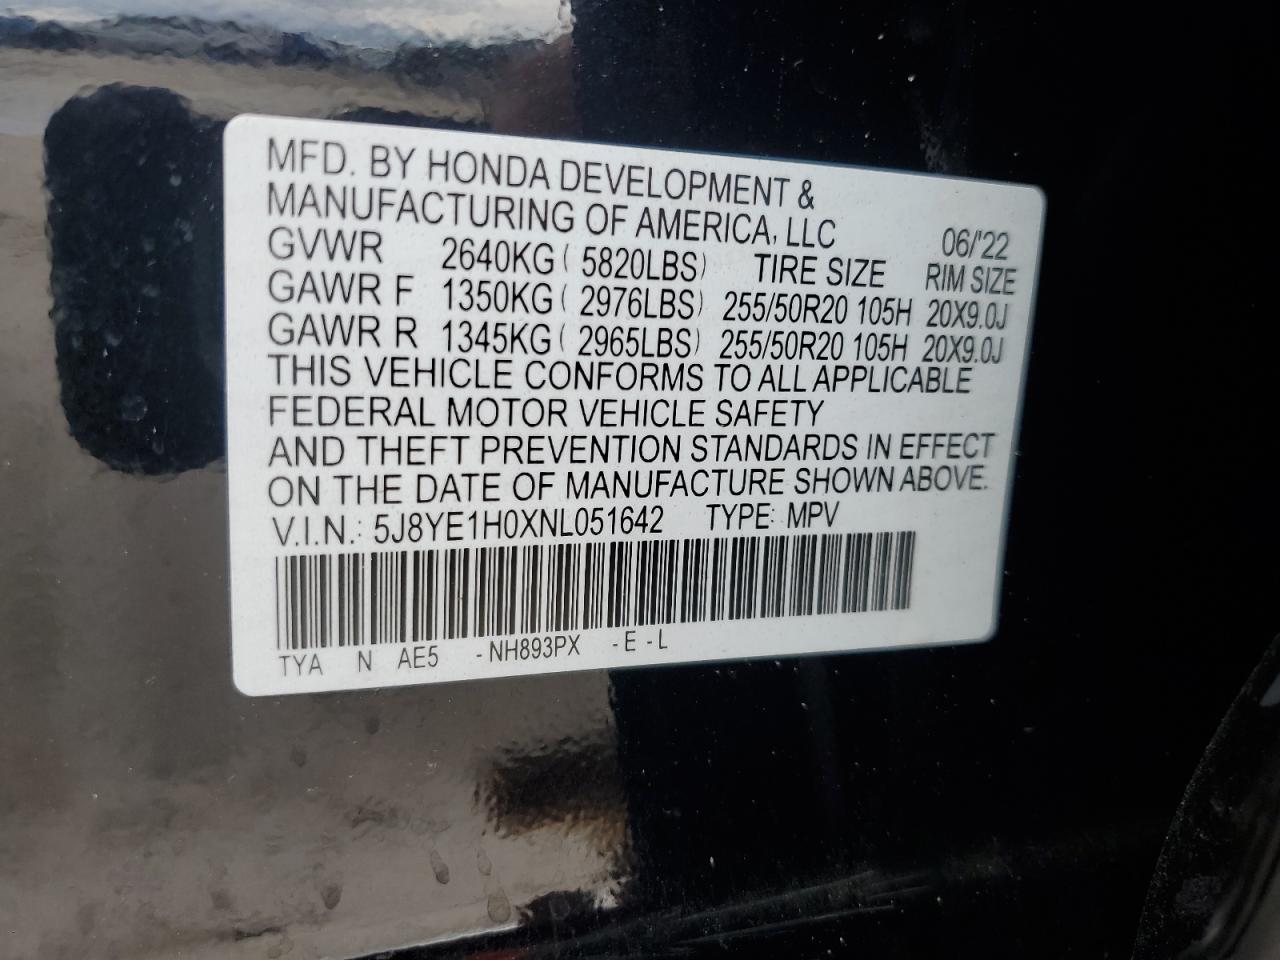 MFD. BY HONDA DEVELOPMENT &
MANUFACTURING OF AMERICA, LLC 06/'22
GVWR 2640KG ( 5820LBS) TIRE SIZE RIM SIZE
GAWR F 1350KG ( 2976LBS) 255/50R20 105H 20X9.0J
GAWR R 1345KG ( 2965LBS) 255/50R20 105H 20X9.0J
THIS VEHICLE CONFORMS TO ALL APPLICABLE
FEDERAL MOTOR VEHICLE SAFETY
AND THEFT PREVENTION STANDARDS IN EFFECT
ON THE DATE OF MANUFACTURE SHOWN ABOVE.
V.I.N.: 5J8YE1H0XNL051642 TYPE: MPV
TYA N AE5 -NH893PX -E-L